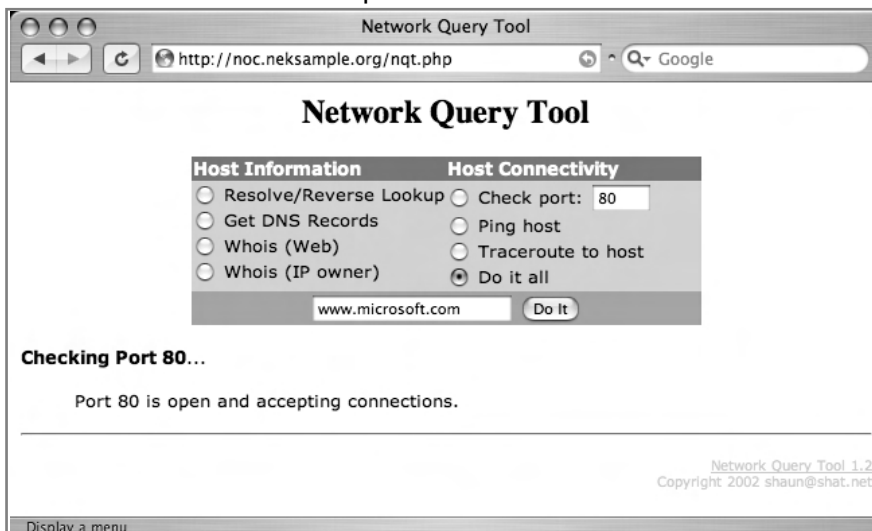 Network Query Tool
http://noc.neksample.org/nqt.php
Google
Network Query Tool
Host Information Host Connectivity
Resolve/Reverse Lookup Check port: 80
Get DNS Records Ping host
Whois (Web) Traceroute to host
Whois (IP owner) Do it all
www.microsoft.com Do It
Checking Port 80...
Port 80 is open and accepting connections.
Network Query Tool 1.2
Copyright 2002 shaun@shat.net
Display a menu